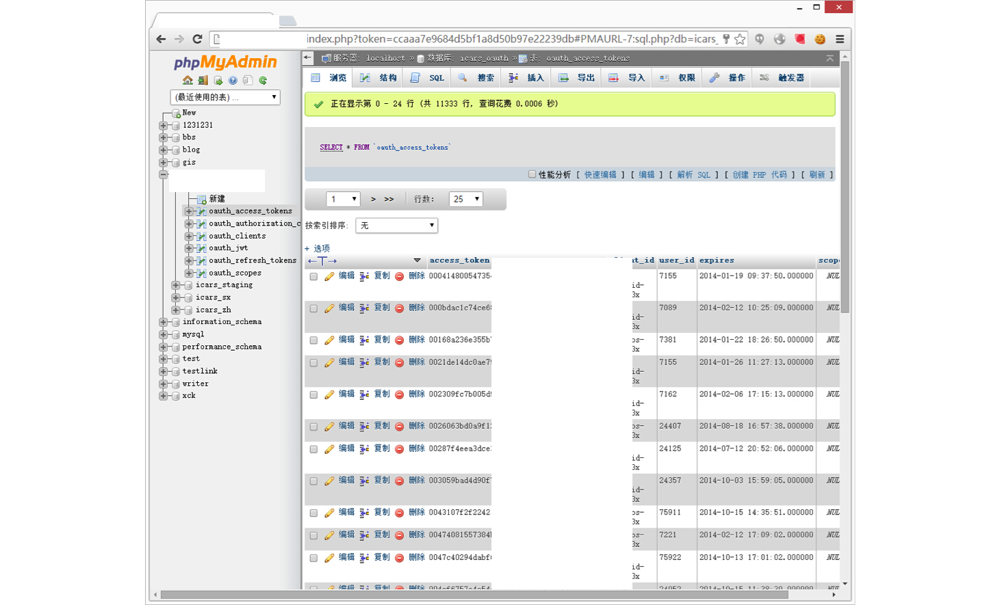 index.php?token=ccaaa7e9684d5bf1a8d50b97e22239db#PMAURL-7:sql.php?db=icars_
phpMyAdmin
(最近使用的表) ...
New
1231231
bbs
blog
gis
新建
oauth_access_tokens
oauth_authorization_c
oauth_clients
oauth_jwt
oauth_refresh_tokens
oauth_scopes
icars_staging
icars_sx
icars_zh
information_schema
mysql
performance_schema
test
testlink
writer
xck
服务器: localhost » 数据库: icars_oauth » 表: oauth_access_tokens
浏览 结构 SQL 搜索 插入 导出 导入 权限 操作 触发器
正在显示第 0 - 24 行 (共 11333 行, 查询花费 0.0006 秒)
SELECT * FROM `oauth_access_tokens`
性能分析 [ 快速编辑 ] [ 编辑 ] [ 解析 SQL ] [ 创建 PHP 代码 ] [ 刷新 ]
1 > >> 行数: 25
按索引排序: 无
+ 选项
←T→ access_token t_id user_id expires scop
编辑 复制 删除 00041480054735 7155 2014-01-19 09:37:50.000000 NUL
id-
3x
编辑 复制 删除 000bdac1c74ce6 7089 2014-02-12 10:25:09.000000 NUL
id-
3x
编辑 复制 删除 00168a236e355b os- 7381 2014-01-22 18:26:50.000000 NUL
3x
编辑 复制 删除 0021de14dc0ae7 7155 2014-01-26 11:27:13.000000 NUL
id-
3x
编辑 复制 删除 002309fc7b005d 7162 2014-02-06 17:15:13.000000 NUL
id-
3x
编辑 复制 删除 0026063bd0a9f1 os- 24407 2014-08-18 16:57:38.000000 NUL
3x
编辑 复制 删除 00287f4eea3dce 24125 2014-07-12 20:52:06.000000 NUL
id-
3x
编辑 复制 删除 003059bad4d90f 24357 2014-10-03 15:59:05.000000 NUL
id-
3x
编辑 复制 删除 0043107f2f2242 os- 75911 2014-10-15 14:35:51.000000 NUL
3x
编辑 复制 删除 00474081557384 os- 7221 2014-02-12 17:09:02.000000 NUL
3x
编辑 复制 删除 0047c40294dabf 75922 2014-10-13 17:01:02.000000 NUL
id-
3x
编辑 复制 删除